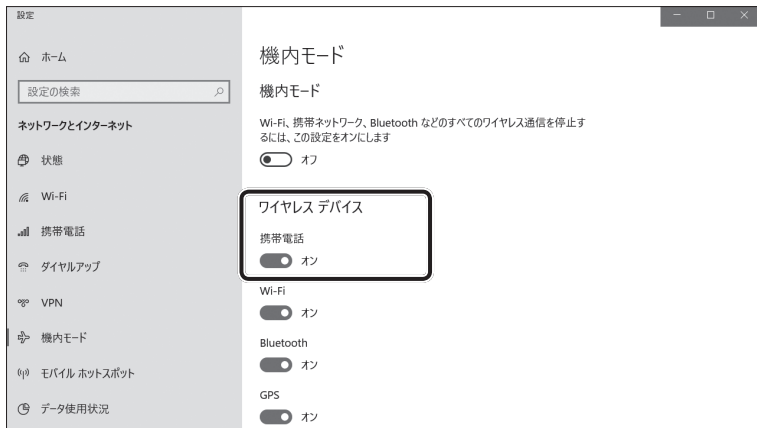 設定
ホーム
設定の検索
ネットワークとインターネット
状態
Wi-Fi
携帯電話
ダイヤルアップ
VPN
機内モード
モバイル ホットスポット
データ使用状況
機内モード
機内モード
Wi-Fi、携帯ネットワーク、Bluetooth などのすべてのワイヤレス通信を停止す
るには、この設定をオンにします
オフ
ワイヤレス デバイス
携帯電話
オン
Wi-Fi
オン
Bluetooth
オン
GPS
オン